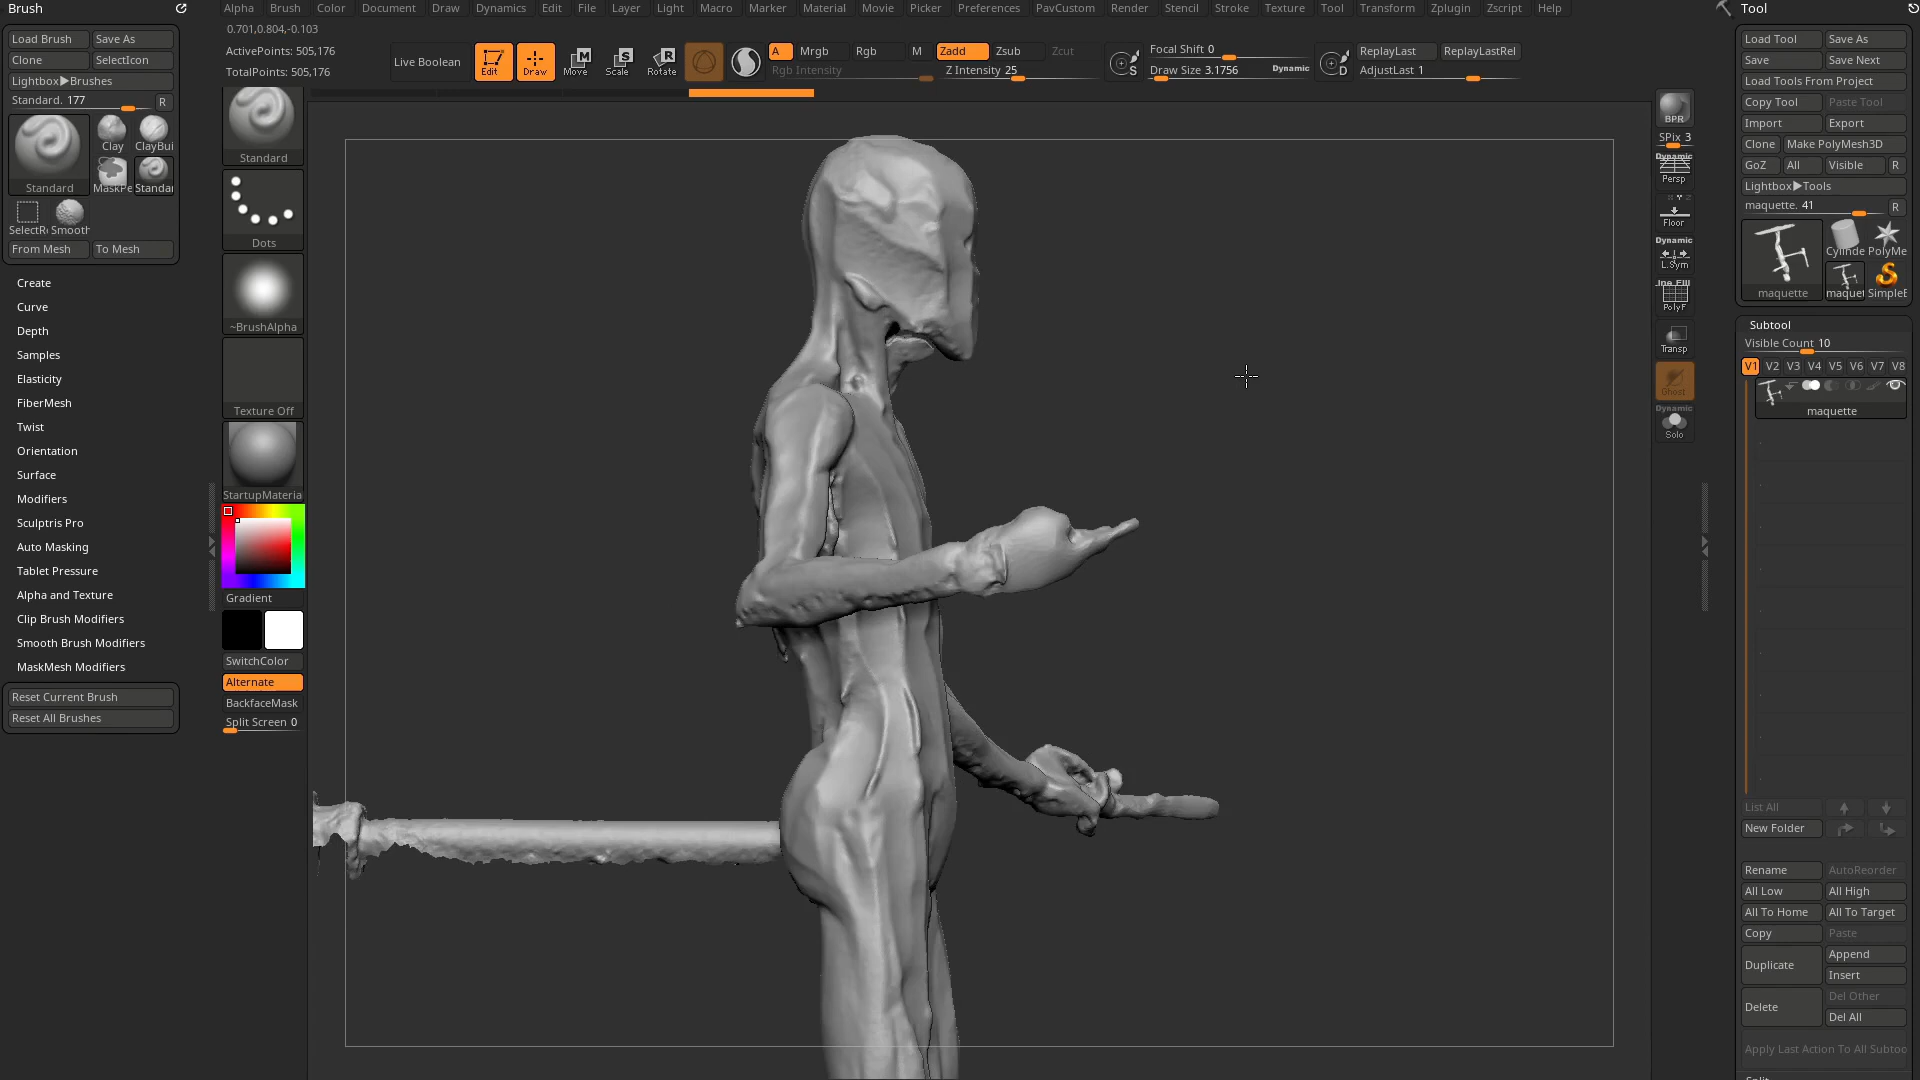 Brush
Alpha Brush Color Document Draw Dynamics Edit File Layer Light Macro Marker Material Movie Picker Preferences PavCustom Render Stencil Stroke Texture Tool Transform Zplugin Zscript Help
Tool
0.701,0.804,-0.103
ActivePoints: 505,176
TotalPoints: 505,176
Live Boolean
Edit
Draw
Move
Scale
Rotate
A
Mrgb
Rgb
M
Zadd
Zsub
Zcut
Rgb Intensity
Z Intensity 25
S
Focal Shift 0
Draw Size 3.1756
Dynamic
D
ReplayLast
ReplayLastRel
AdjustLast 1
Load Brush
Save As
Clone
SelectIcon
Lightbox▶Brushes
Standard. 177
R
Standard
Clay
ClayBui
MaskPe
Standar
SelectR
Smooth
From Mesh
To Mesh
Create
Curve
Depth
Samples
Elasticity
FiberMesh
Twist
Orientation
Surface
Modifiers
Sculptris Pro
Auto Masking
Tablet Pressure
Alpha and Texture
Clip Brush Modifiers
Smooth Brush Modifiers
MaskMesh Modifiers
Reset Current Brush
Reset All Brushes
Standard
Dots
~BrushAlpha
Texture Off
StartupMateria
Gradient
SwitchColor
Alternate
BackfaceMask
Split Screen 0
BPR
SPix 3
Dynamic
Persp
Floor
Dynamic
L.Sym
PolyF
Transp
Ghost
Dynamic
Solo
Load Tool
Save As
Save
Save Next
Load Tools From Project
Copy Tool
Paste Tool
Import
Export
Clone
Make PolyMesh3D
GoZ
All
Visible
R
Lightbox▶Tools
maquette. 41
R
maquette
Cylinde
PolyMe
maquet
SimpleB
Subtool
Visible Count 10
V1 V2 V3 V4 V5 V6 V7 V8
maquette
List All
New Folder
Rename
AutoReorder
All Low
All High
All To Home
All To Target
Copy
Paste
Duplicate
Append
Insert
Delete
Del Other
Del All
Apply Last Action To All Subtoo